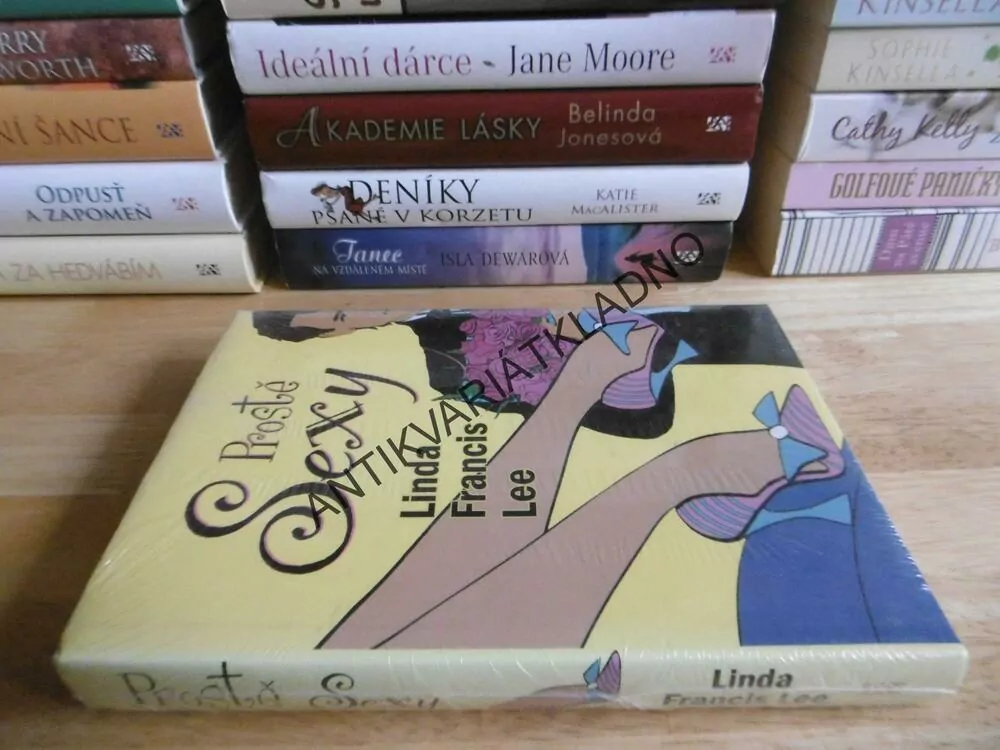 RRY
WORTH
NÍ ŠANCE
ODPUSŤ
A ZAPOMEŇ
ZA HEDVÁBÍM
Ideální dárce - Jane Moore
AKADEMIE LÁSKY
Belinda
Jonesová
DENÍKY
PSANÉ V KORZETU
KATIE
MACALISTER
Tanec
NA VZDÁLENÉM MÍSTĚ
ISLA DEWAROVÁ
KINSELLA
SOPHIE
KINSELLA
Cathy Kelly
GOLFOVÉ PANIČKY
Prostě
Sexy
Linda
Francis
Lee
ANTIKVARIÁTKLADNO
Prostě Sexy
Linda
Francis Lee